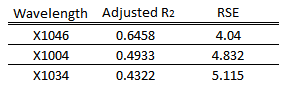 Wavelength Adjusted R2 RSE
X1046 0.6458 4.04
X1004 0.4933 4.832
X1034 0.4322 5.115